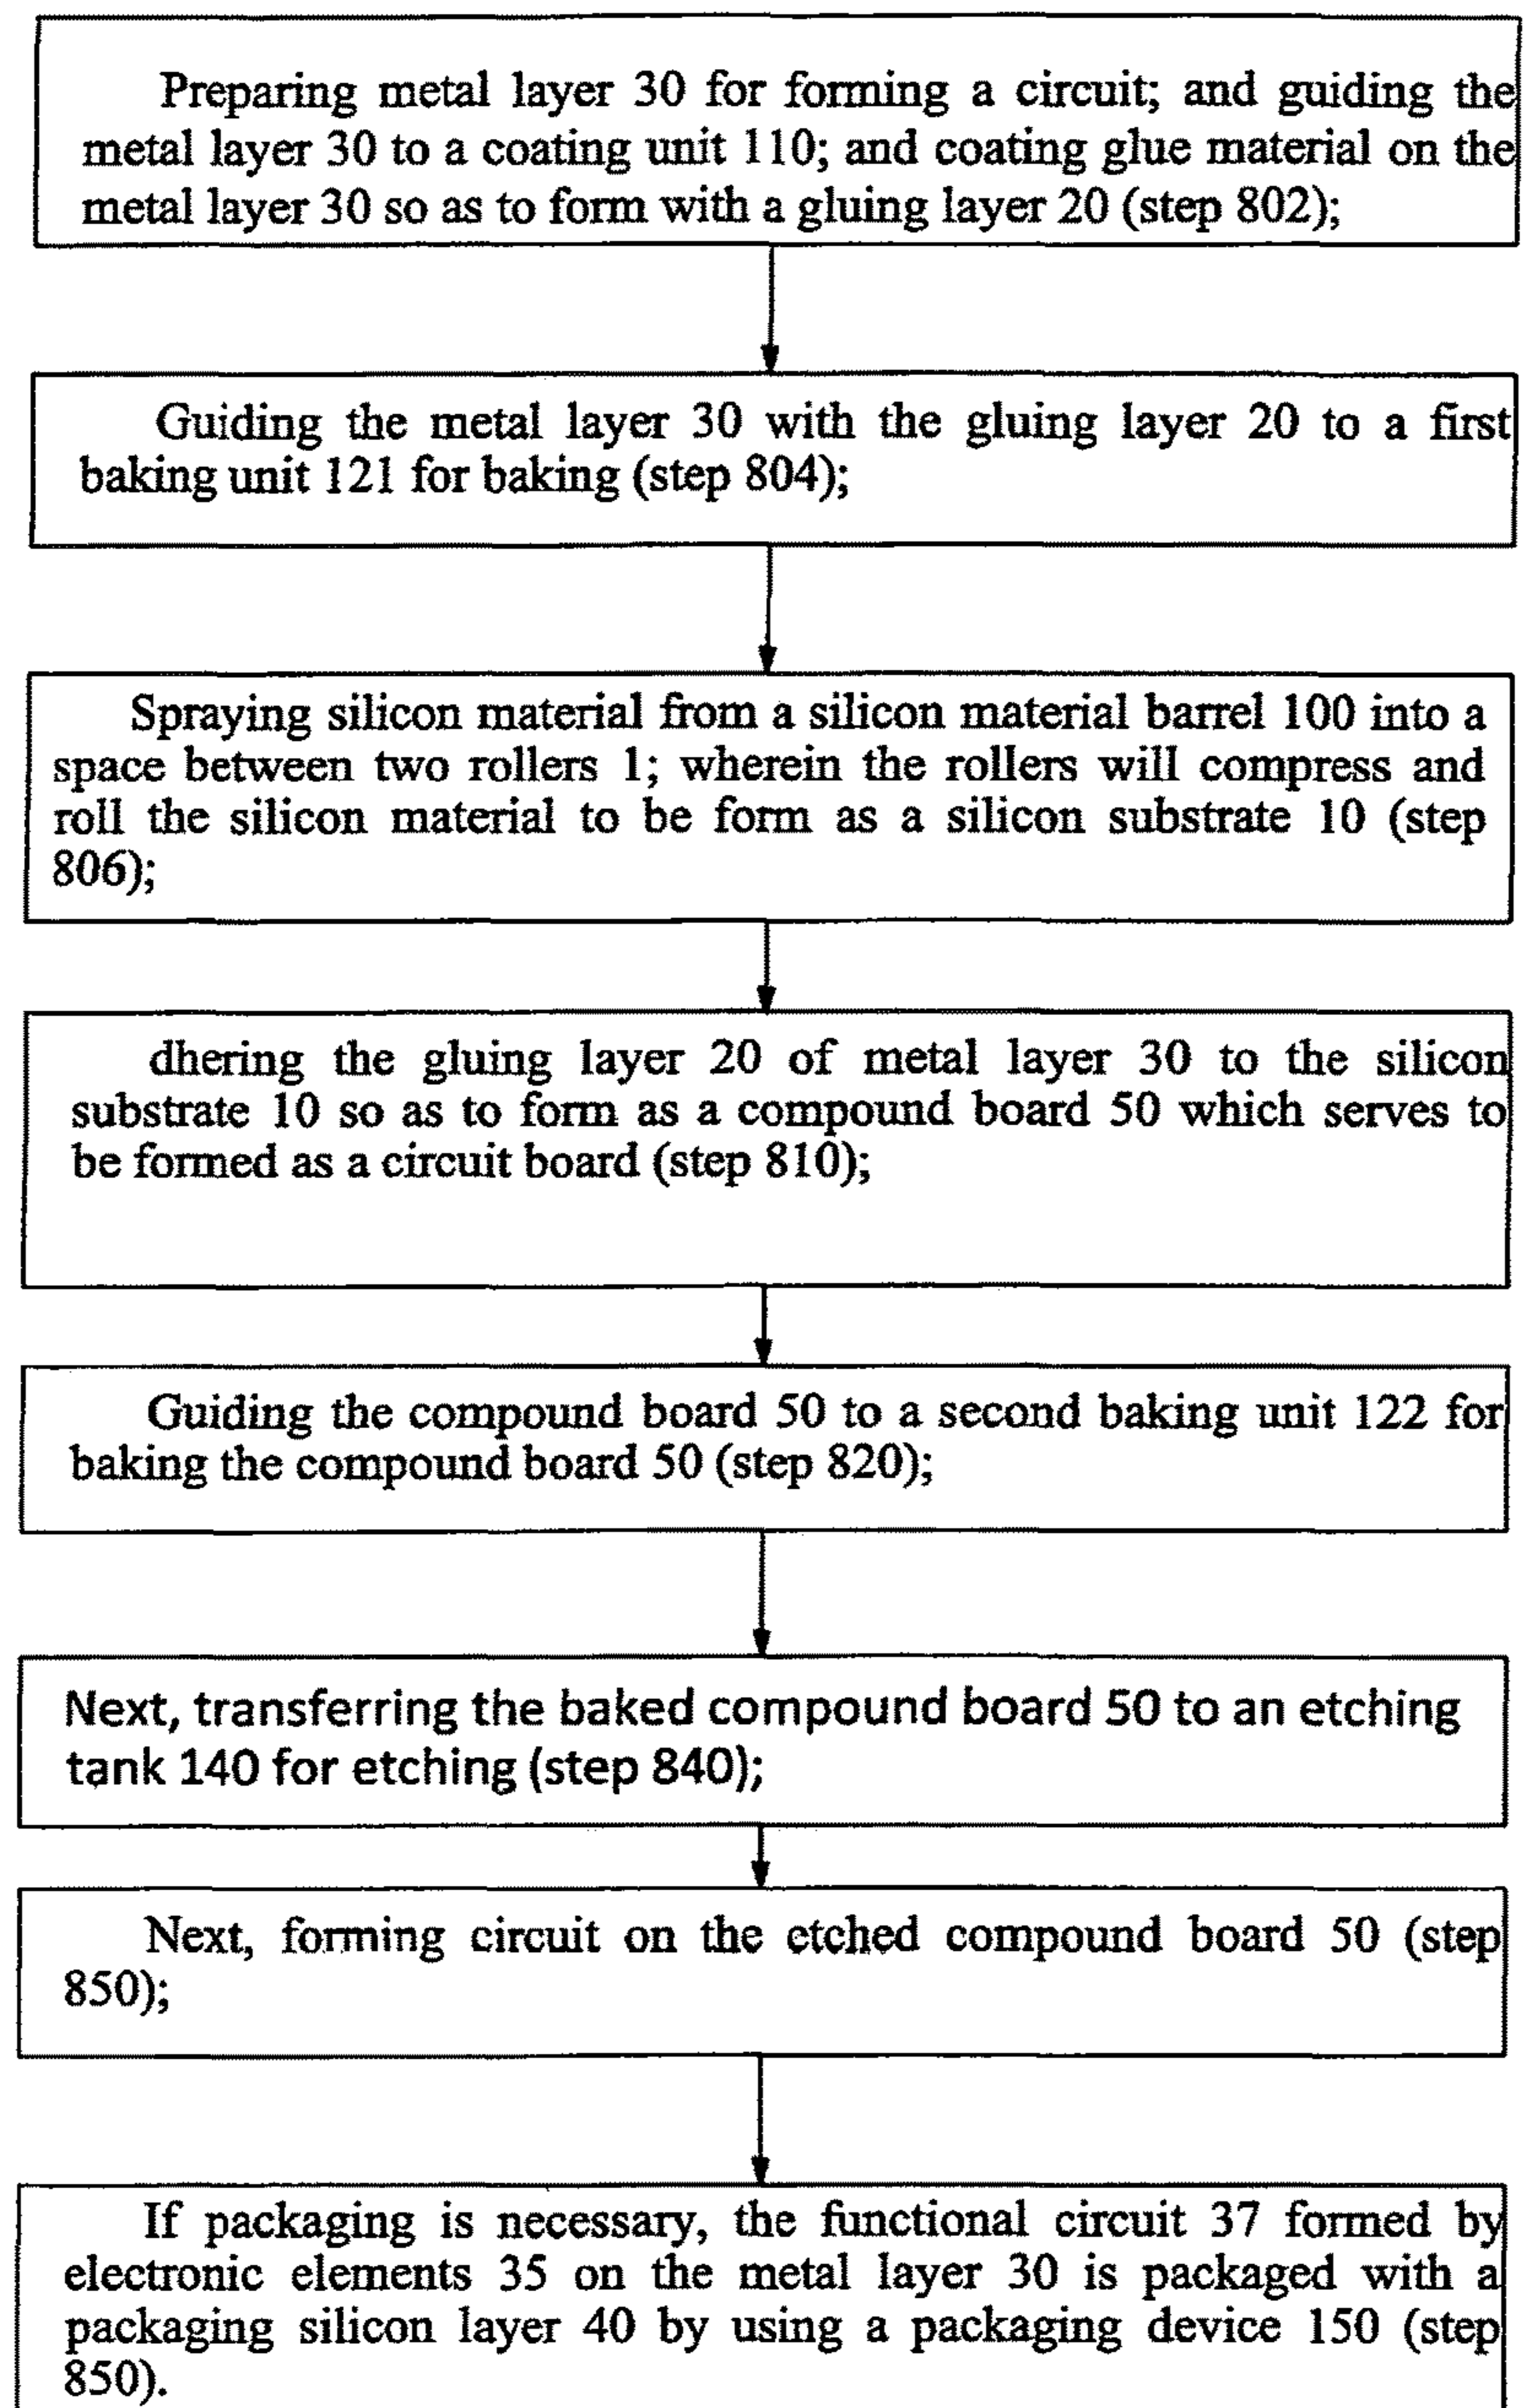 Preparing metal layer 30 for forming a circuit; and guiding the
metal layer 30 to a coating unit 110; and coating glue material on the
metal layer 30 so as to form with a gluing layer 20 (step 802);
Guiding the metal layer 30 with the gluing layer 20 to a first
baking unit 121 for baking (step 804);
Spraying silicon material from a silicon material barrel 100 into a
space between two rollers 1; wherein the rollers will compress and
roll the silicon material to be form as a silicon substrate 10 (step
806);
dhering the gluing layer 20 of metal layer 30 to the silicon
substrate 10 so as to form as a compound board 50 which serves to
be formed as a circuit board (step 810);
Guiding the compound board 50 to a second baking unit 122 for
baking the compound board 50 (step 820);
Next, transferring the baked compound board 50 to an etching
tank 140 for etching (step 840);
Next, forming circuit on the etched compound board 50 (step
850);
If packaging is necessary, the functional circuit 37 formed by
electronic elements 35 on the metal layer 30 is packaged with a
packaging silicon layer 40 by using a packaging device 150 (step
850).